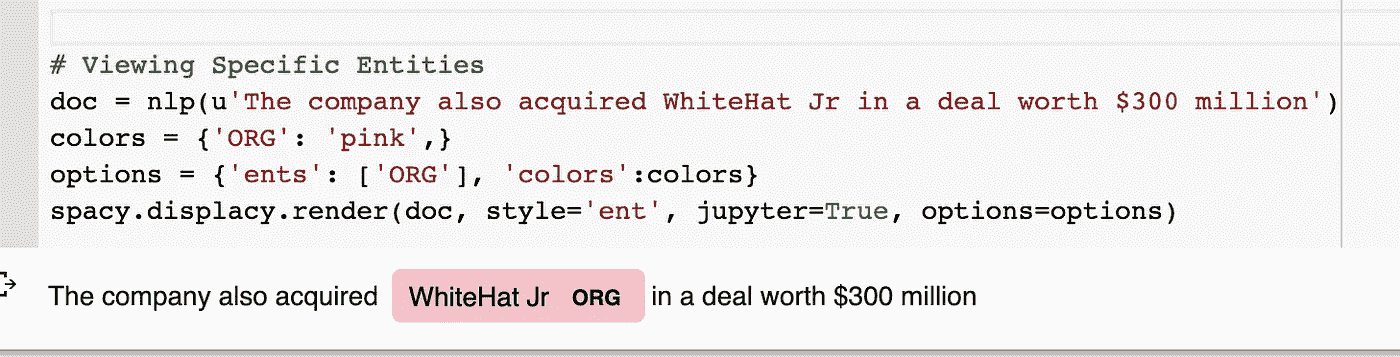 # Viewing Specific Entities
doc = nlp(u'The company also acquired WhiteHat Jr in a deal worth $300 million')
colors = {'ORG': 'pink',}
options = {'ents': ['ORG'], 'colors':colors}
spacy.displacy.render(doc, style='ent', jupyter=True, options=options)
The company also acquired WhiteHat Jr ORG in a deal worth $300 million